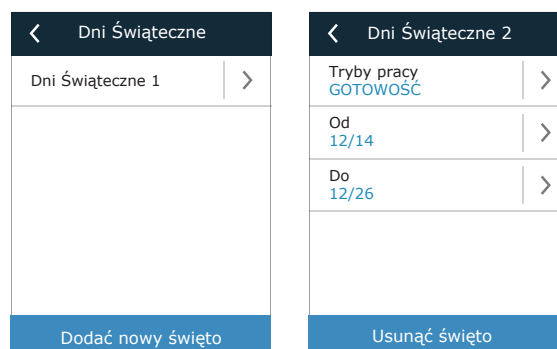 Dni Świąteczne
Dni Świąteczne 1
Dodać nowy święto
Dni Świąteczne 2
Tryby pracy
GOTOWOŚĆ
Od
12/14
Do
12/26
Usunąć święto